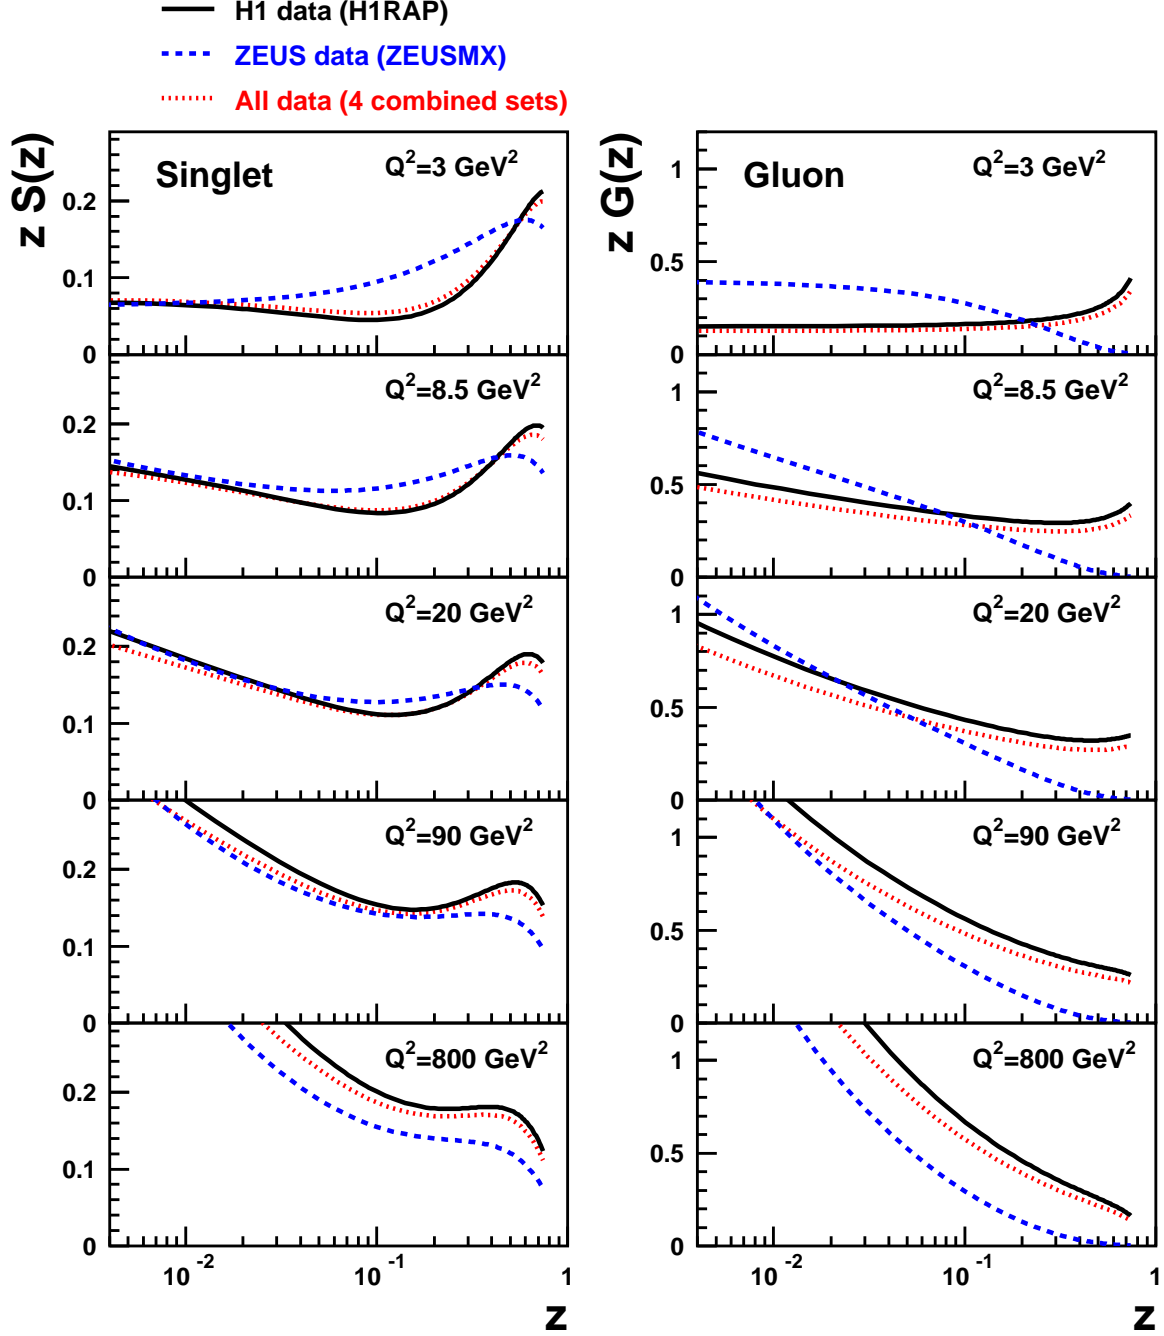 H1 data (H1RAP)
ZEUS data (ZEUSMX)
All data (4 combined sets)
z S(z)
z G(z)
Singlet
Q²=3 GeV²
Gluon
Q²=3 GeV²
0.2
0.1
0
1
0.5
0
Q²=8.5 GeV²
Q²=8.5 GeV²
0.2
0.1
0
1
0.5
0
Q²=20 GeV²
Q²=20 GeV²
0.2
0.1
0
1
0.5
0
Q²=90 GeV²
Q²=90 GeV²
0.2
0.1
0
1
0.5
0
Q²=800 GeV²
Q²=800 GeV²
0.2
0.1
0
1
0.5
0
10⁻² 10⁻¹ 1
10⁻² 10⁻¹ 1
z
z